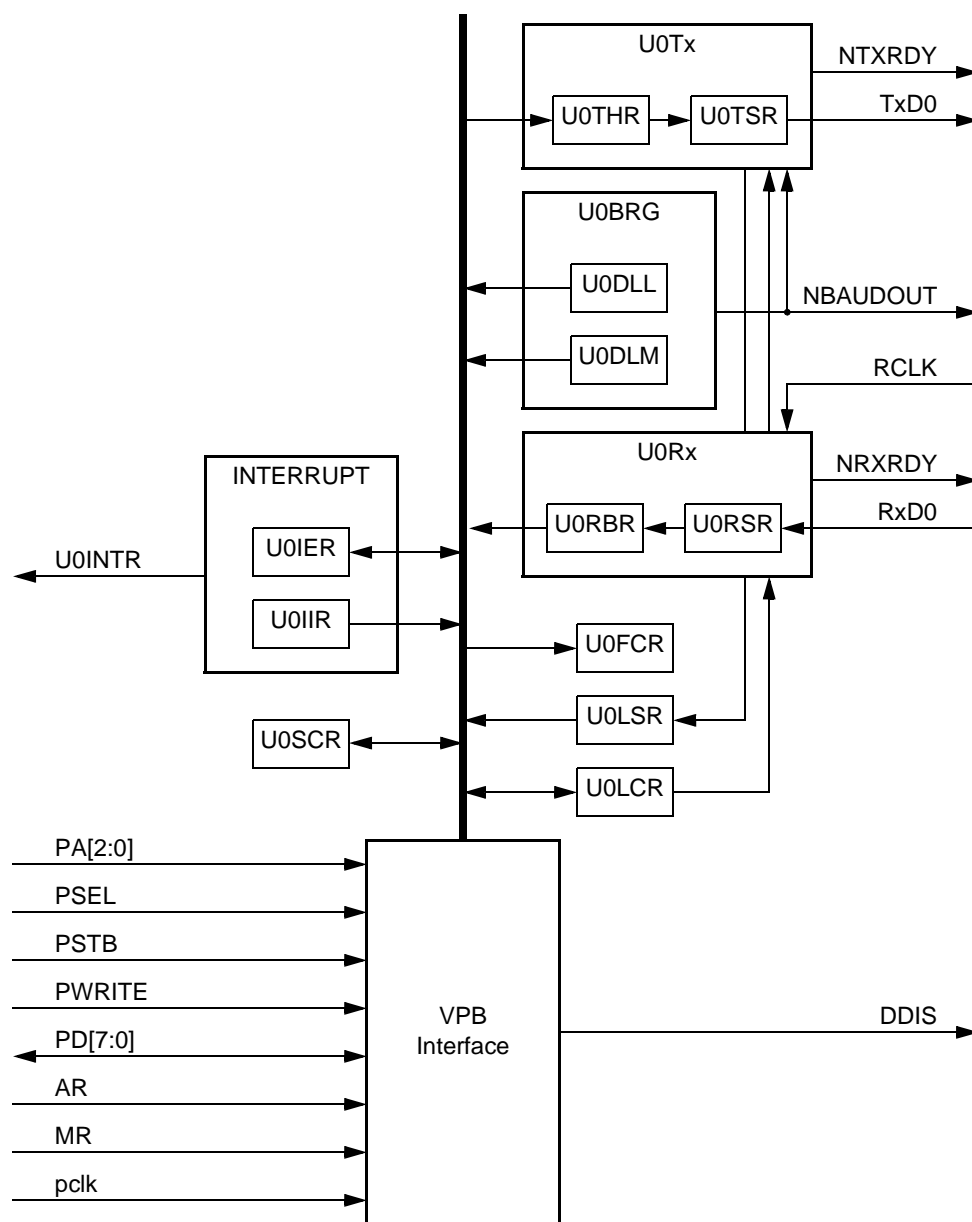 U0Tx
NTXRDY
U0THR
U0TSR
TxD0
U0BRG
U0DLL
NBAUDOUT
U0DLM
RCLK
U0Rx
NRXRDY
INTERRUPT
U0RBR
U0RSR
RxD0
U0IER
U0INTR
U0IIR
U0FCR
U0LSR
U0SCR
U0LCR
PA[2:0]
PSEL
PSTB
PWRITE
PD[7:0]
AR
MR
pclk
VPB
Interface
DDIS